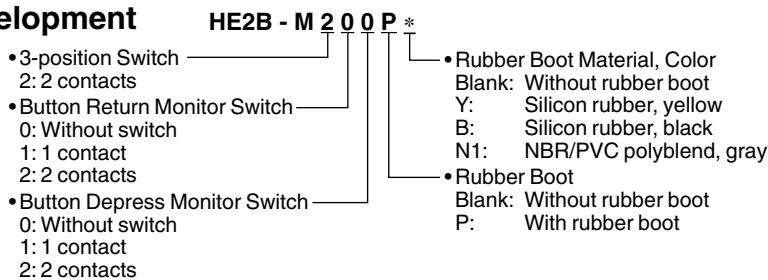 elopment HE2B - M 2 0 0 P *
•3-position Switch
2: 2 contacts
•Button Return Monitor Switch
0: Without switch
1: 1 contact
2: 2 contacts
•Button Depress Monitor Switch
0: Without switch
1: 1 contact
2: 2 contacts
•Rubber Boot Material, Color
Blank: Without rubber boot
Y: Silicon rubber, yellow
B: Silicon rubber, black
N1: NBR/PVC polyblend, gray
•Rubber Boot
Blank: Without rubber boot
P: With rubber boot